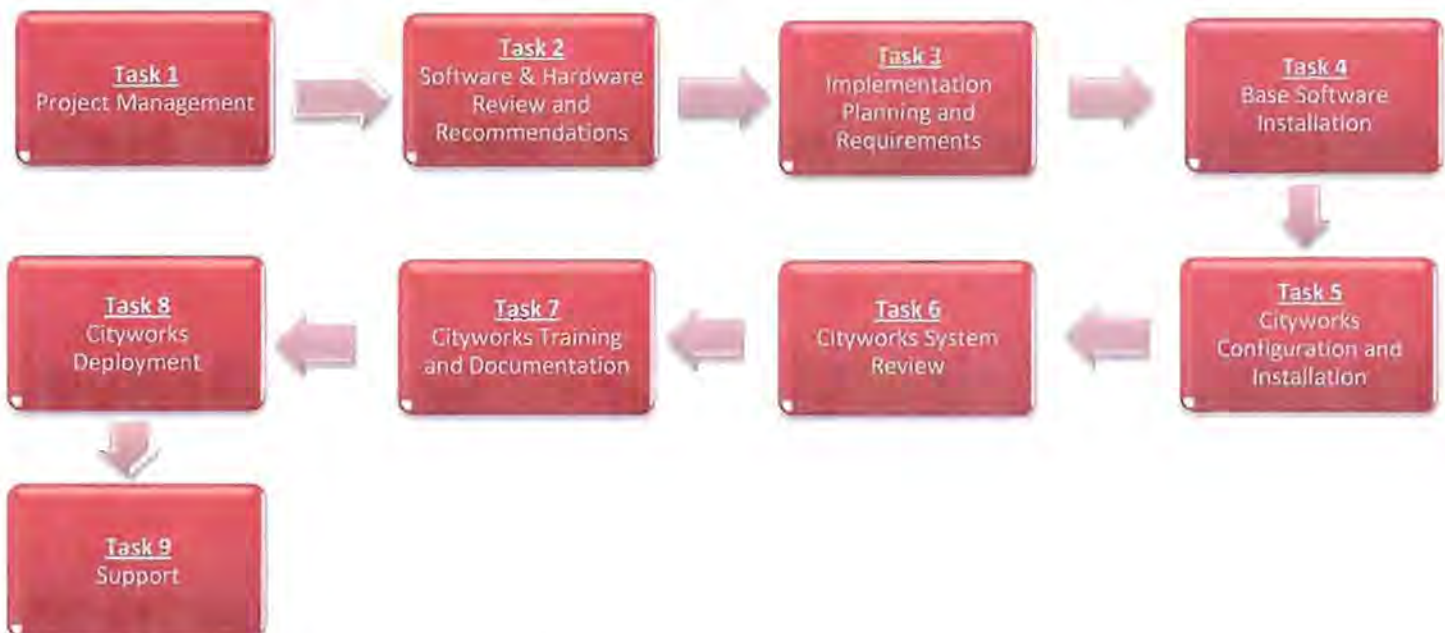 Task 1
Project Management
Task 2
Software & Hardware
Review and
Recommendations
Task 3
Implementation
Planning and
Requirements
Task 4
Base Software
Installation
Task 5
Cityworks
Configuration and
Installation
Task 6
Cityworks System
Review
Task 7
Cityworks Training
and Documentation
Task 8
Cityworks
Deployment
Task 9
Support